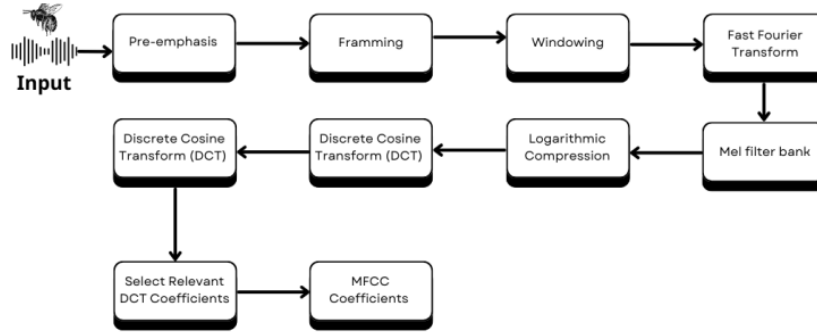 Input
Pre-emphasis
Framming
Windowing
Fast Fourier
Transform
Mel filter bank
Logarithmic
Compression
Discrete Cosine
Transform (DCT)
Discrete Cosine
Transform (DCT)
Select Relevant
DCT Coefficients
MFCC
Coefficients